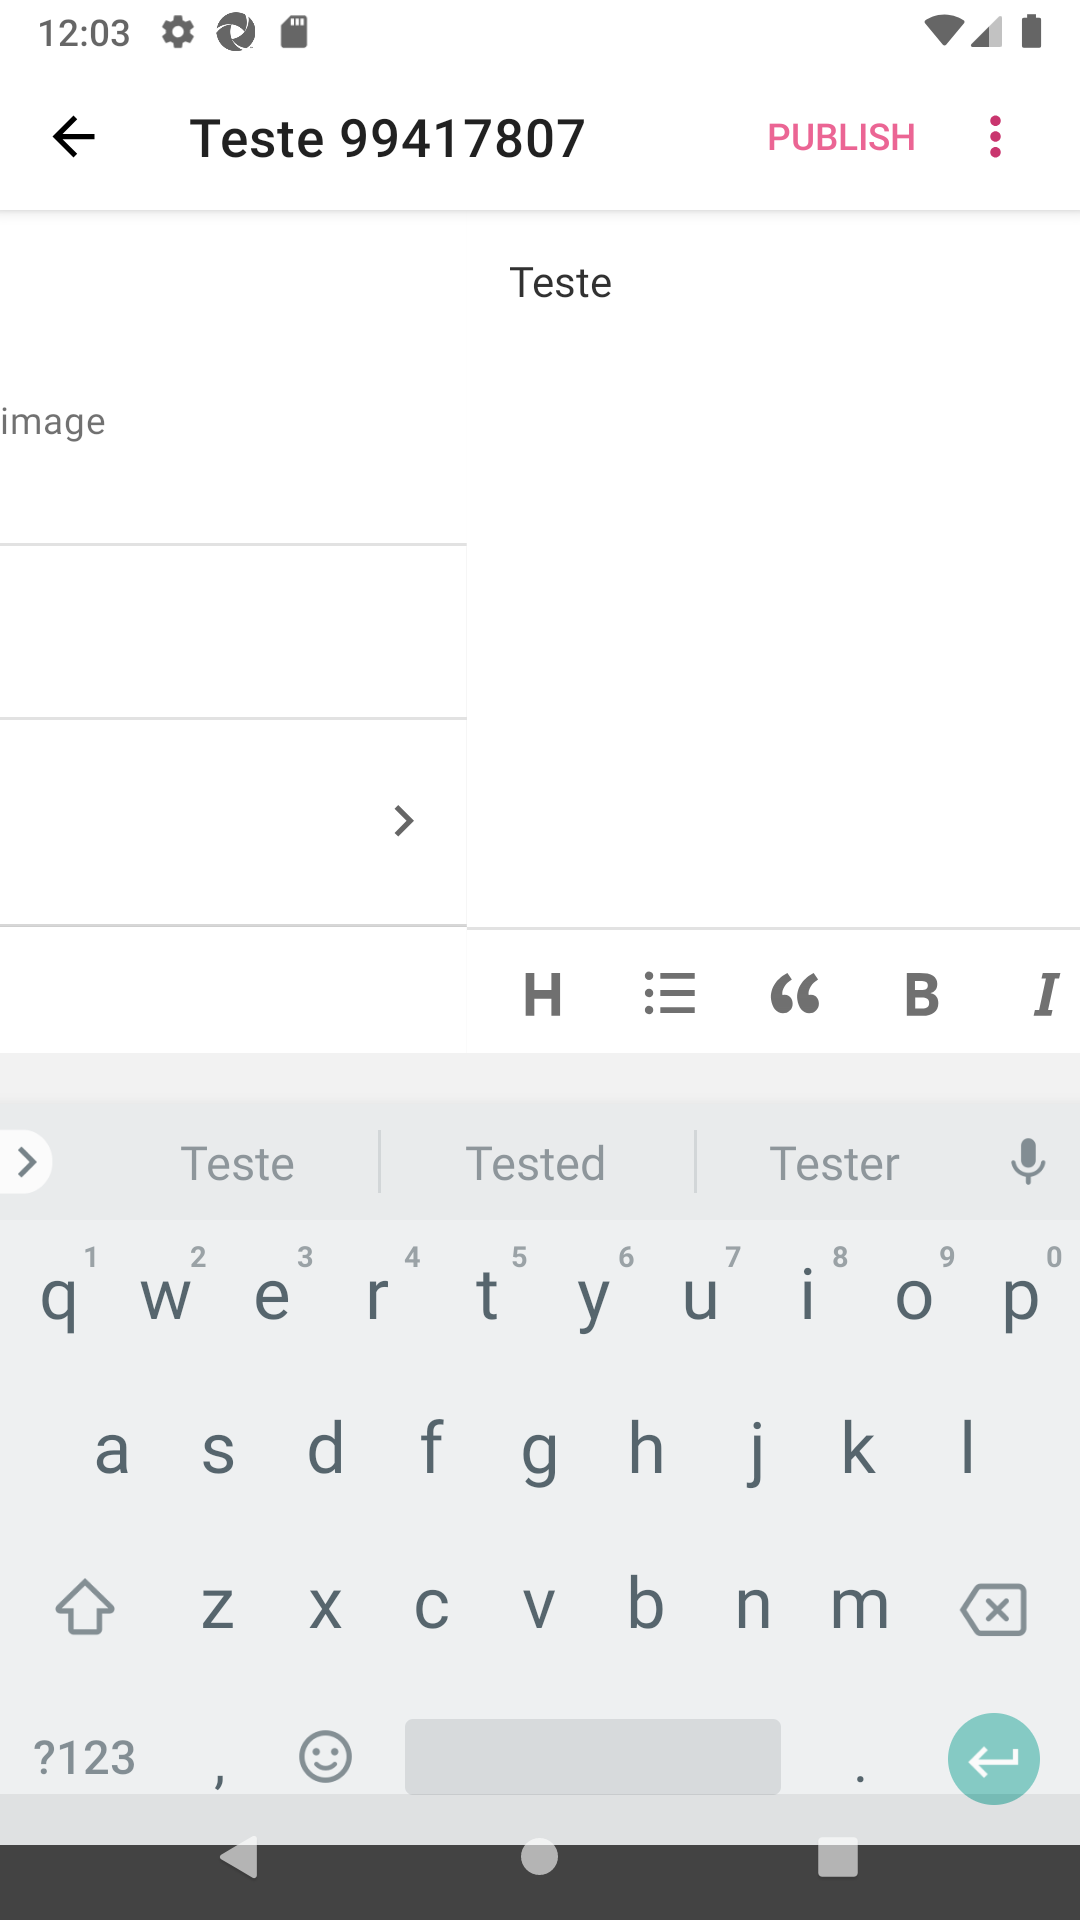 12:03
Teste 99417807 PUBLISH
Teste
image
H B I
Teste Tested Tester
1 2 3 4 5 6 7 8 9 0
q w e r t y u i o p
a s d f g h j k l
z x c v b n m
?123 , .